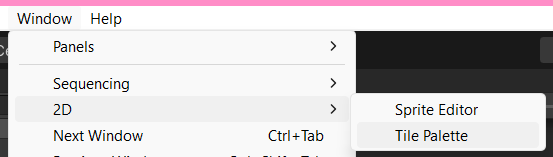 Window Help
Panels
Sequencing
2D
Sprite Editor
Next Window Ctrl+Tab
Tile Palette